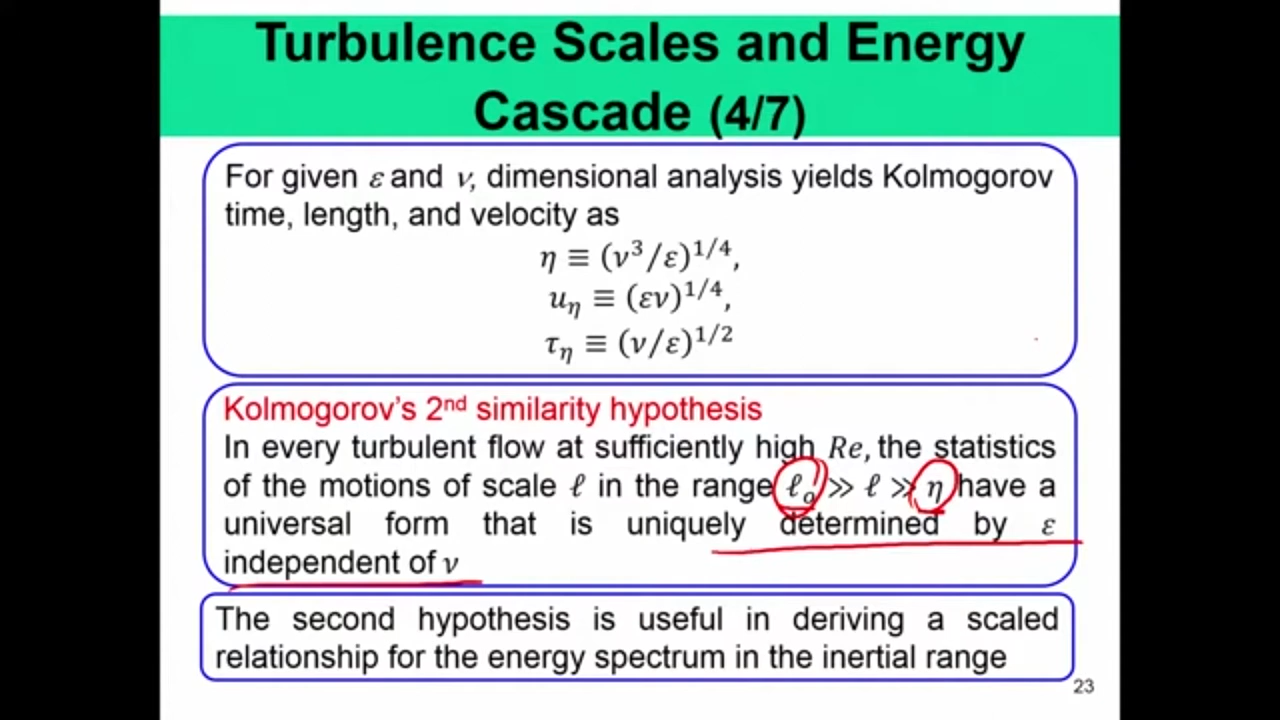 Turbulence Scales and Energy
Cascade (4/7)
For given ε and ν, dimensional analysis yields Kolmogorov
time, length, and velocity as
η ≡ (ν³/ε)^{1/4},
u_η ≡ (εν)^{1/4},
τ_η ≡ (ν/ε)^{1/2}
Kolmogorov's 2nd similarity hypothesis
In every turbulent flow at sufficiently high Re, the statistics
of the motions of scale ℓ in the range ℓ₀ ≫ ℓ ≫ η have a
universal form that is uniquely determined by ε
independent of ν
The second hypothesis is useful in deriving a scaled
relationship for the energy spectrum in the inertial range
23